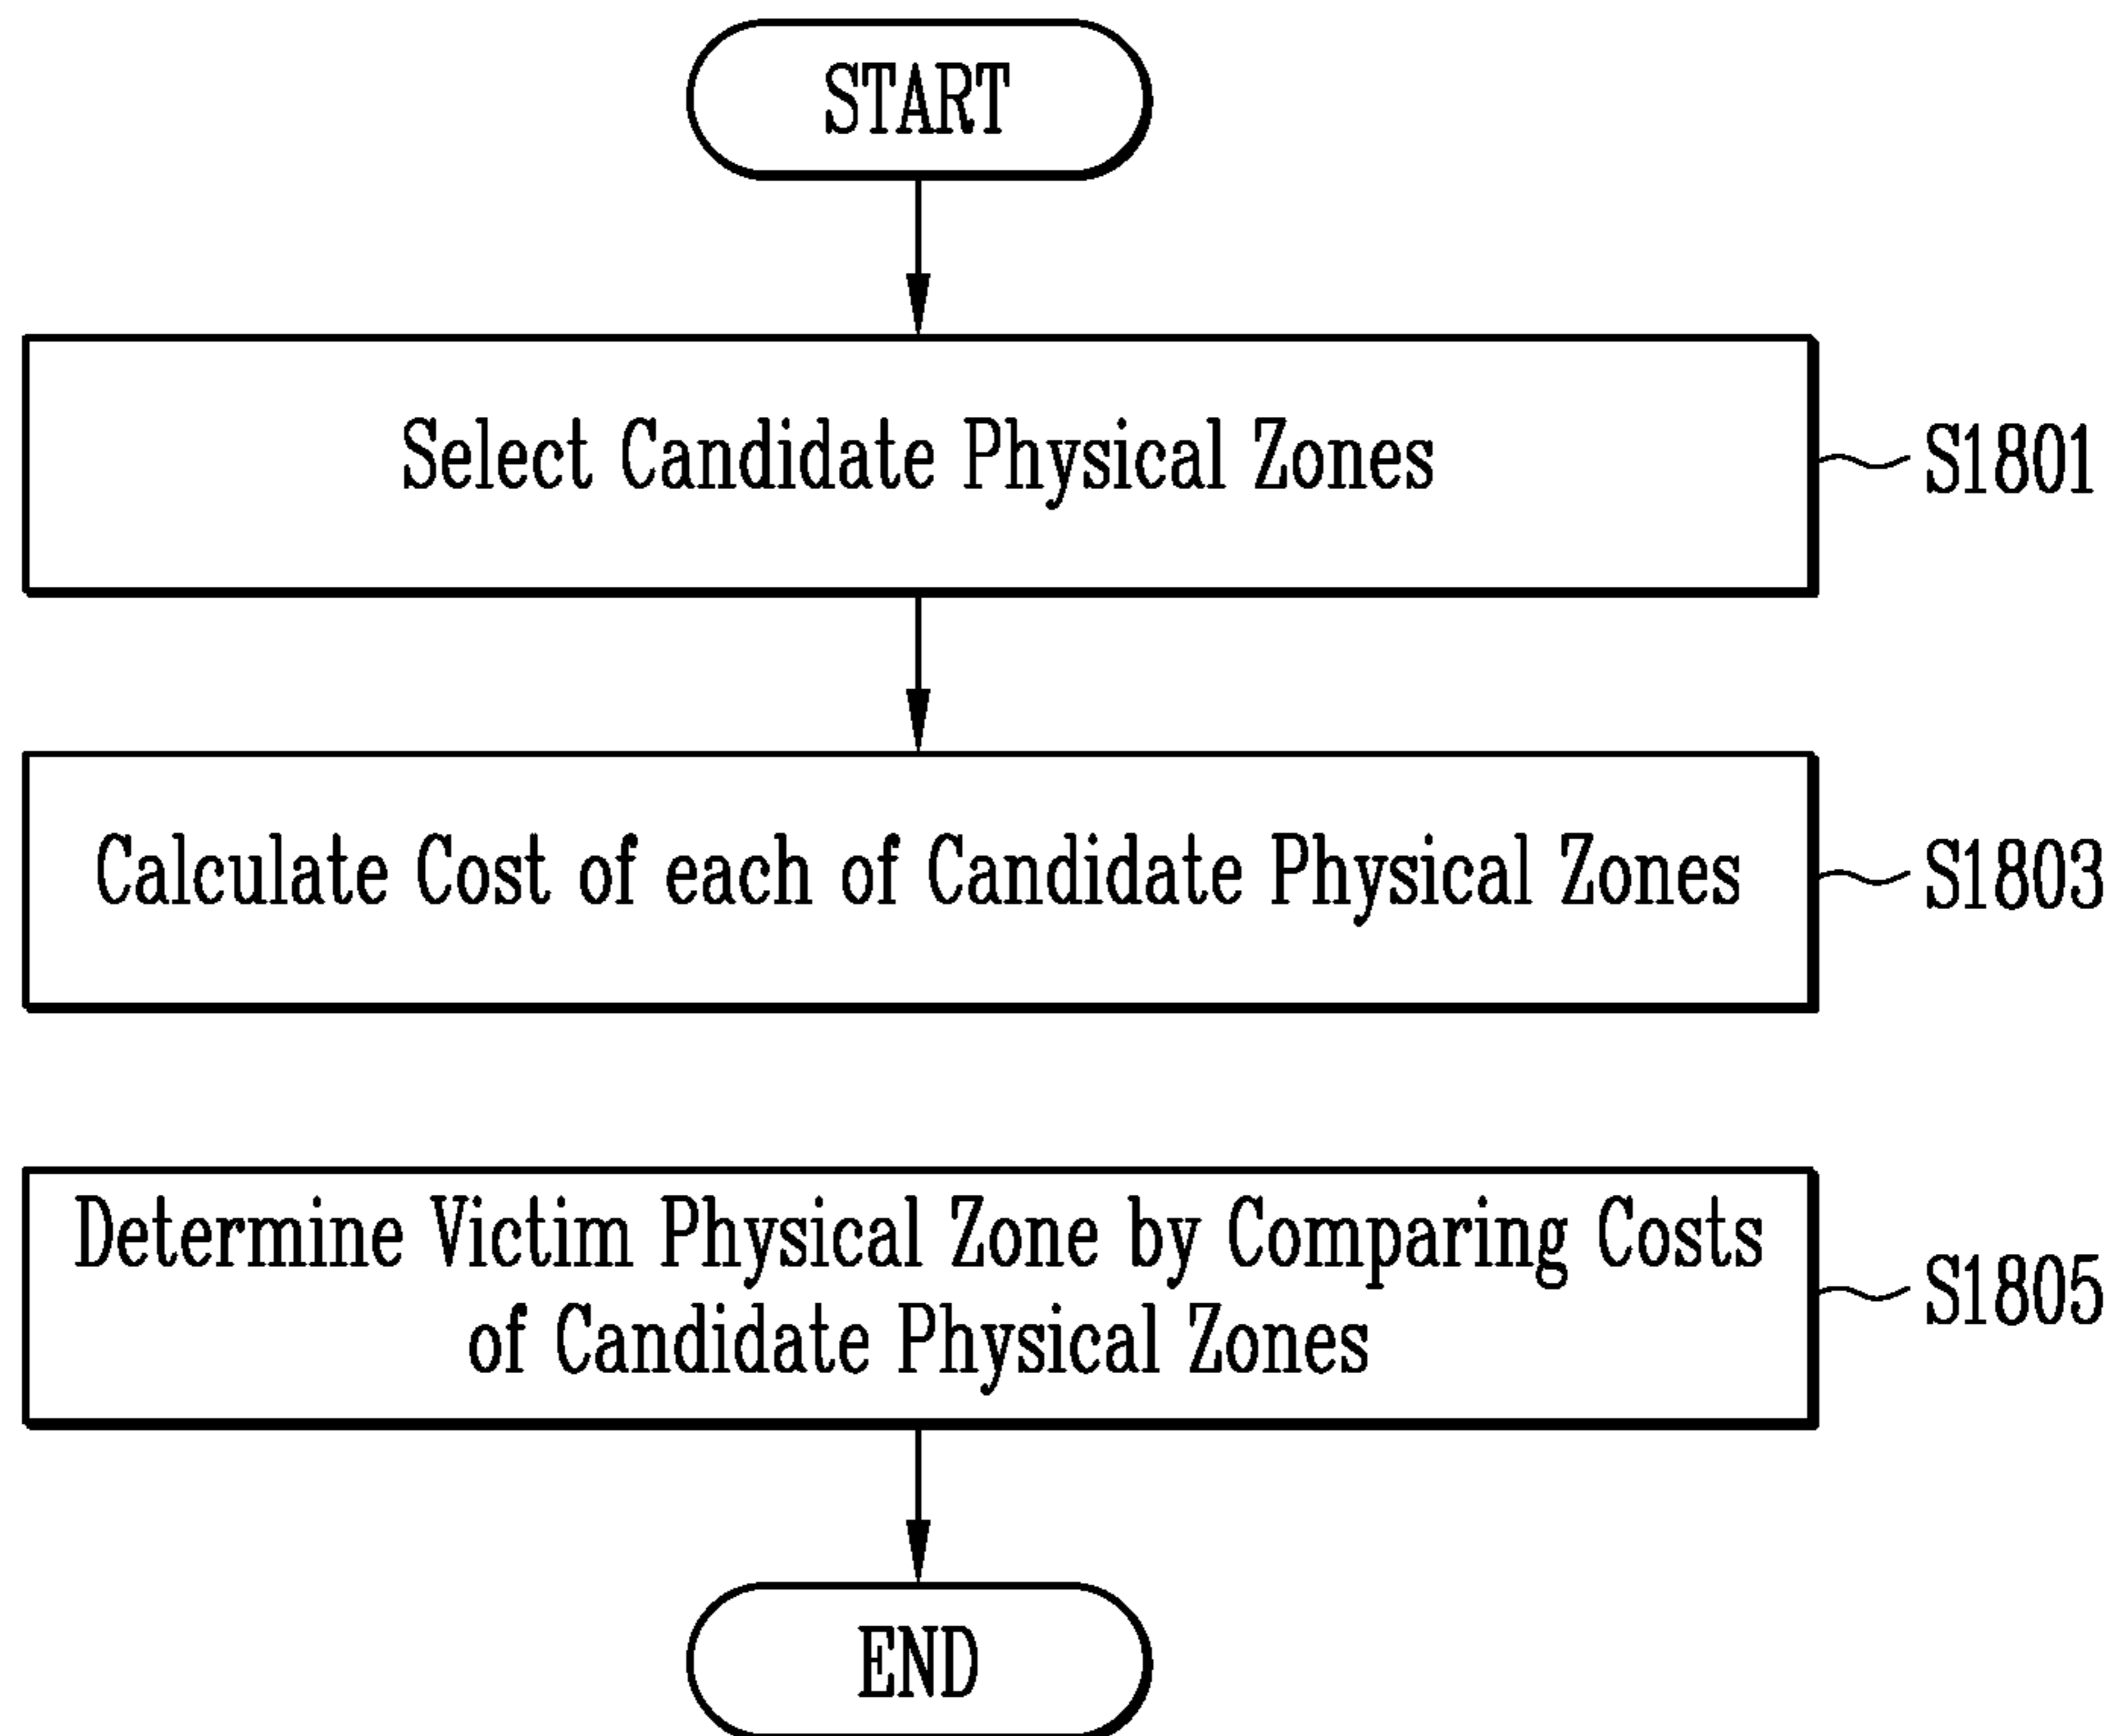 START
Select Candidate Physical Zones
S1801
Calculate Cost of each of Candidate Physical Zones
S1803
Determine Victim Physical Zone by Comparing Costs
of Candidate Physical Zones
S1805
END